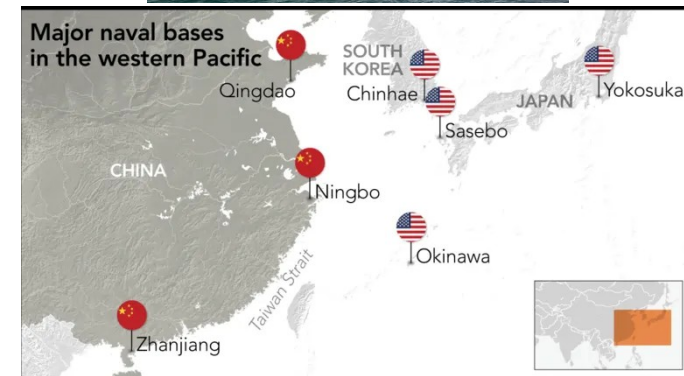 Major naval bases
in the western Pacific
Qingdao
SOUTH
KOREA
Chinhae
Yokosuka
JAPAN
Sasebo
CHINA
Ningbo
Okinawa
Taiwan Strait
Zhanjiang